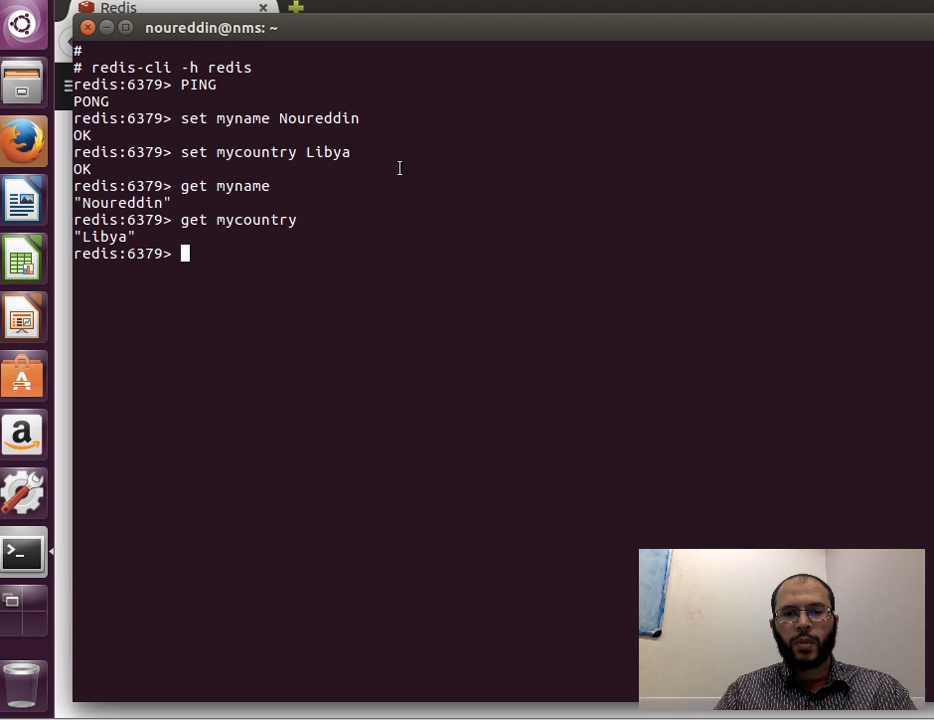 Redis
noureddin@nms: ~
#
# redis-cli -h redis
redis:6379> PING
PONG
redis:6379> set myname Noureddin
OK
redis:6379> set mycountry Libya
OK
redis:6379> get myname
"Noureddin"
redis:6379> get mycountry
"Libya"
redis:6379>